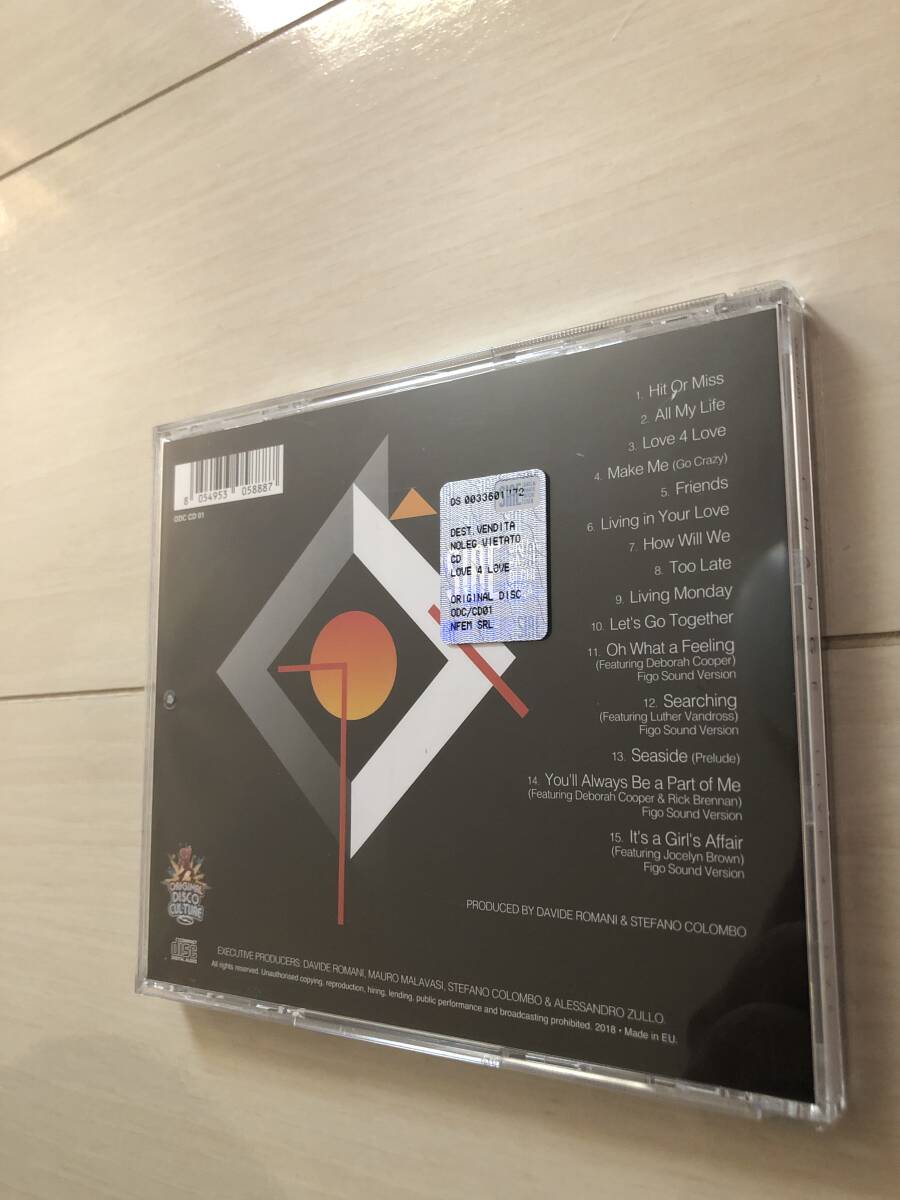 1. Hit Or Miss
2. All My Life
3. Love 4 Love
4. Make Me (Go Crazy)
5. Friends
6. Living in Your Love
7. How Will We
8. Too Late
9. Living Monday
10. Let's Go Together
11. Oh What a Feeling
(Featuring Deborah Cooper)
Figo Sound Version
12. Searching
(Featuring Luther Vandross)
Figo Sound Version
13. Seaside (Prelude)
14. You'll Always Be a Part of Me
(Featuring Deborah Cooper & Rick Brennan)
Figo Sound Version
15. It's a Girl's Affair
(Featuring Jocelyn Brown)
Figo Sound Version
8 054953 058887
ODC CD 01
DEST.VENDITA
NOLEG.VIETATO
CD
LOVE 4 LOVE
ORIGINAL DISC
ODC/CD01
NFEM SRL
ORIGINAL
DISCO
CULTURE
COMPACT
disc
DIGITAL AUDIO
PRODUCED BY DAVIDE ROMANI & STEFANO COLOMBO
EXECUTIVE PRODUCERS: DAVIDE ROMANI, MAURO MALAVASI, STEFANO COLOMBO & ALESSANDRO ZULLO.
All rights reserved. Unauthorised copying, reproduction, hiring, lending, public performance and broadcasting prohibited. 2018 • Made in EU.